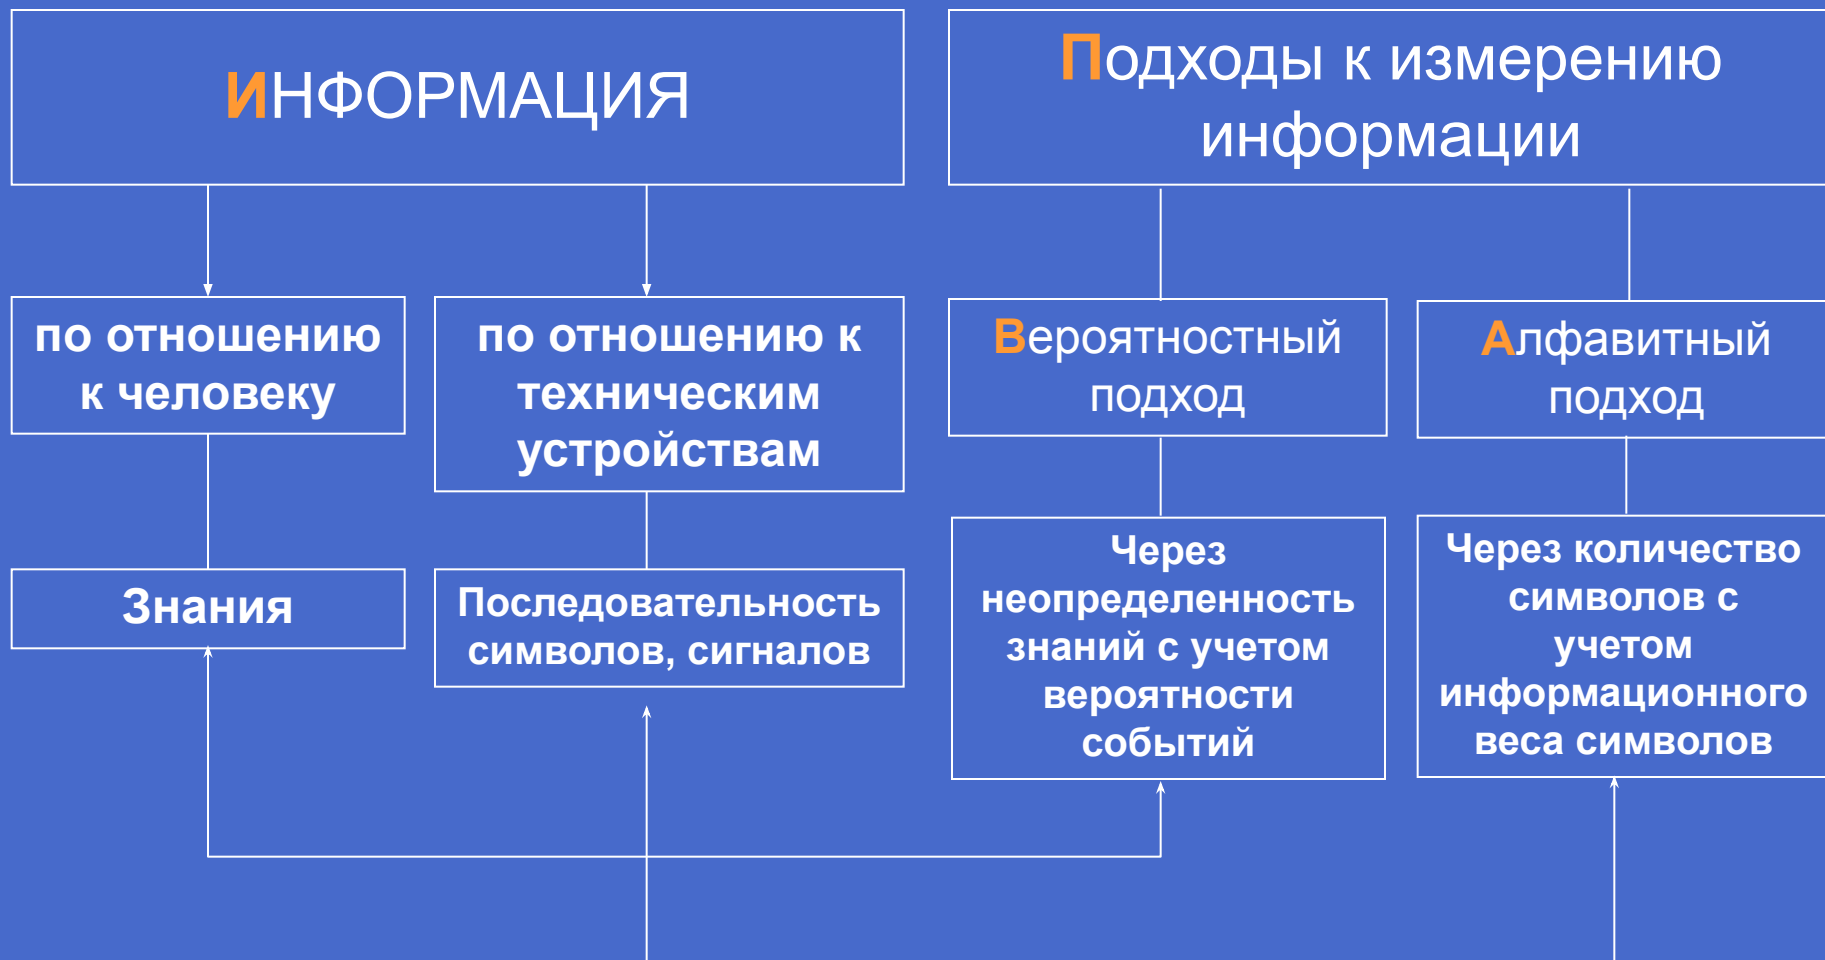 ИНФОРМАЦИЯ
Подходы к измерению
информации
по отношению
к человеку
по отношению к
техническим
устройствам
Вероятностный
подход
Алфавитный
подход
Знания
Последовательность
символов, сигналов
Через
неопределенность
знаний с учетом
вероятности
событий
Через количество
символов с
учетом
информационного
веса символов